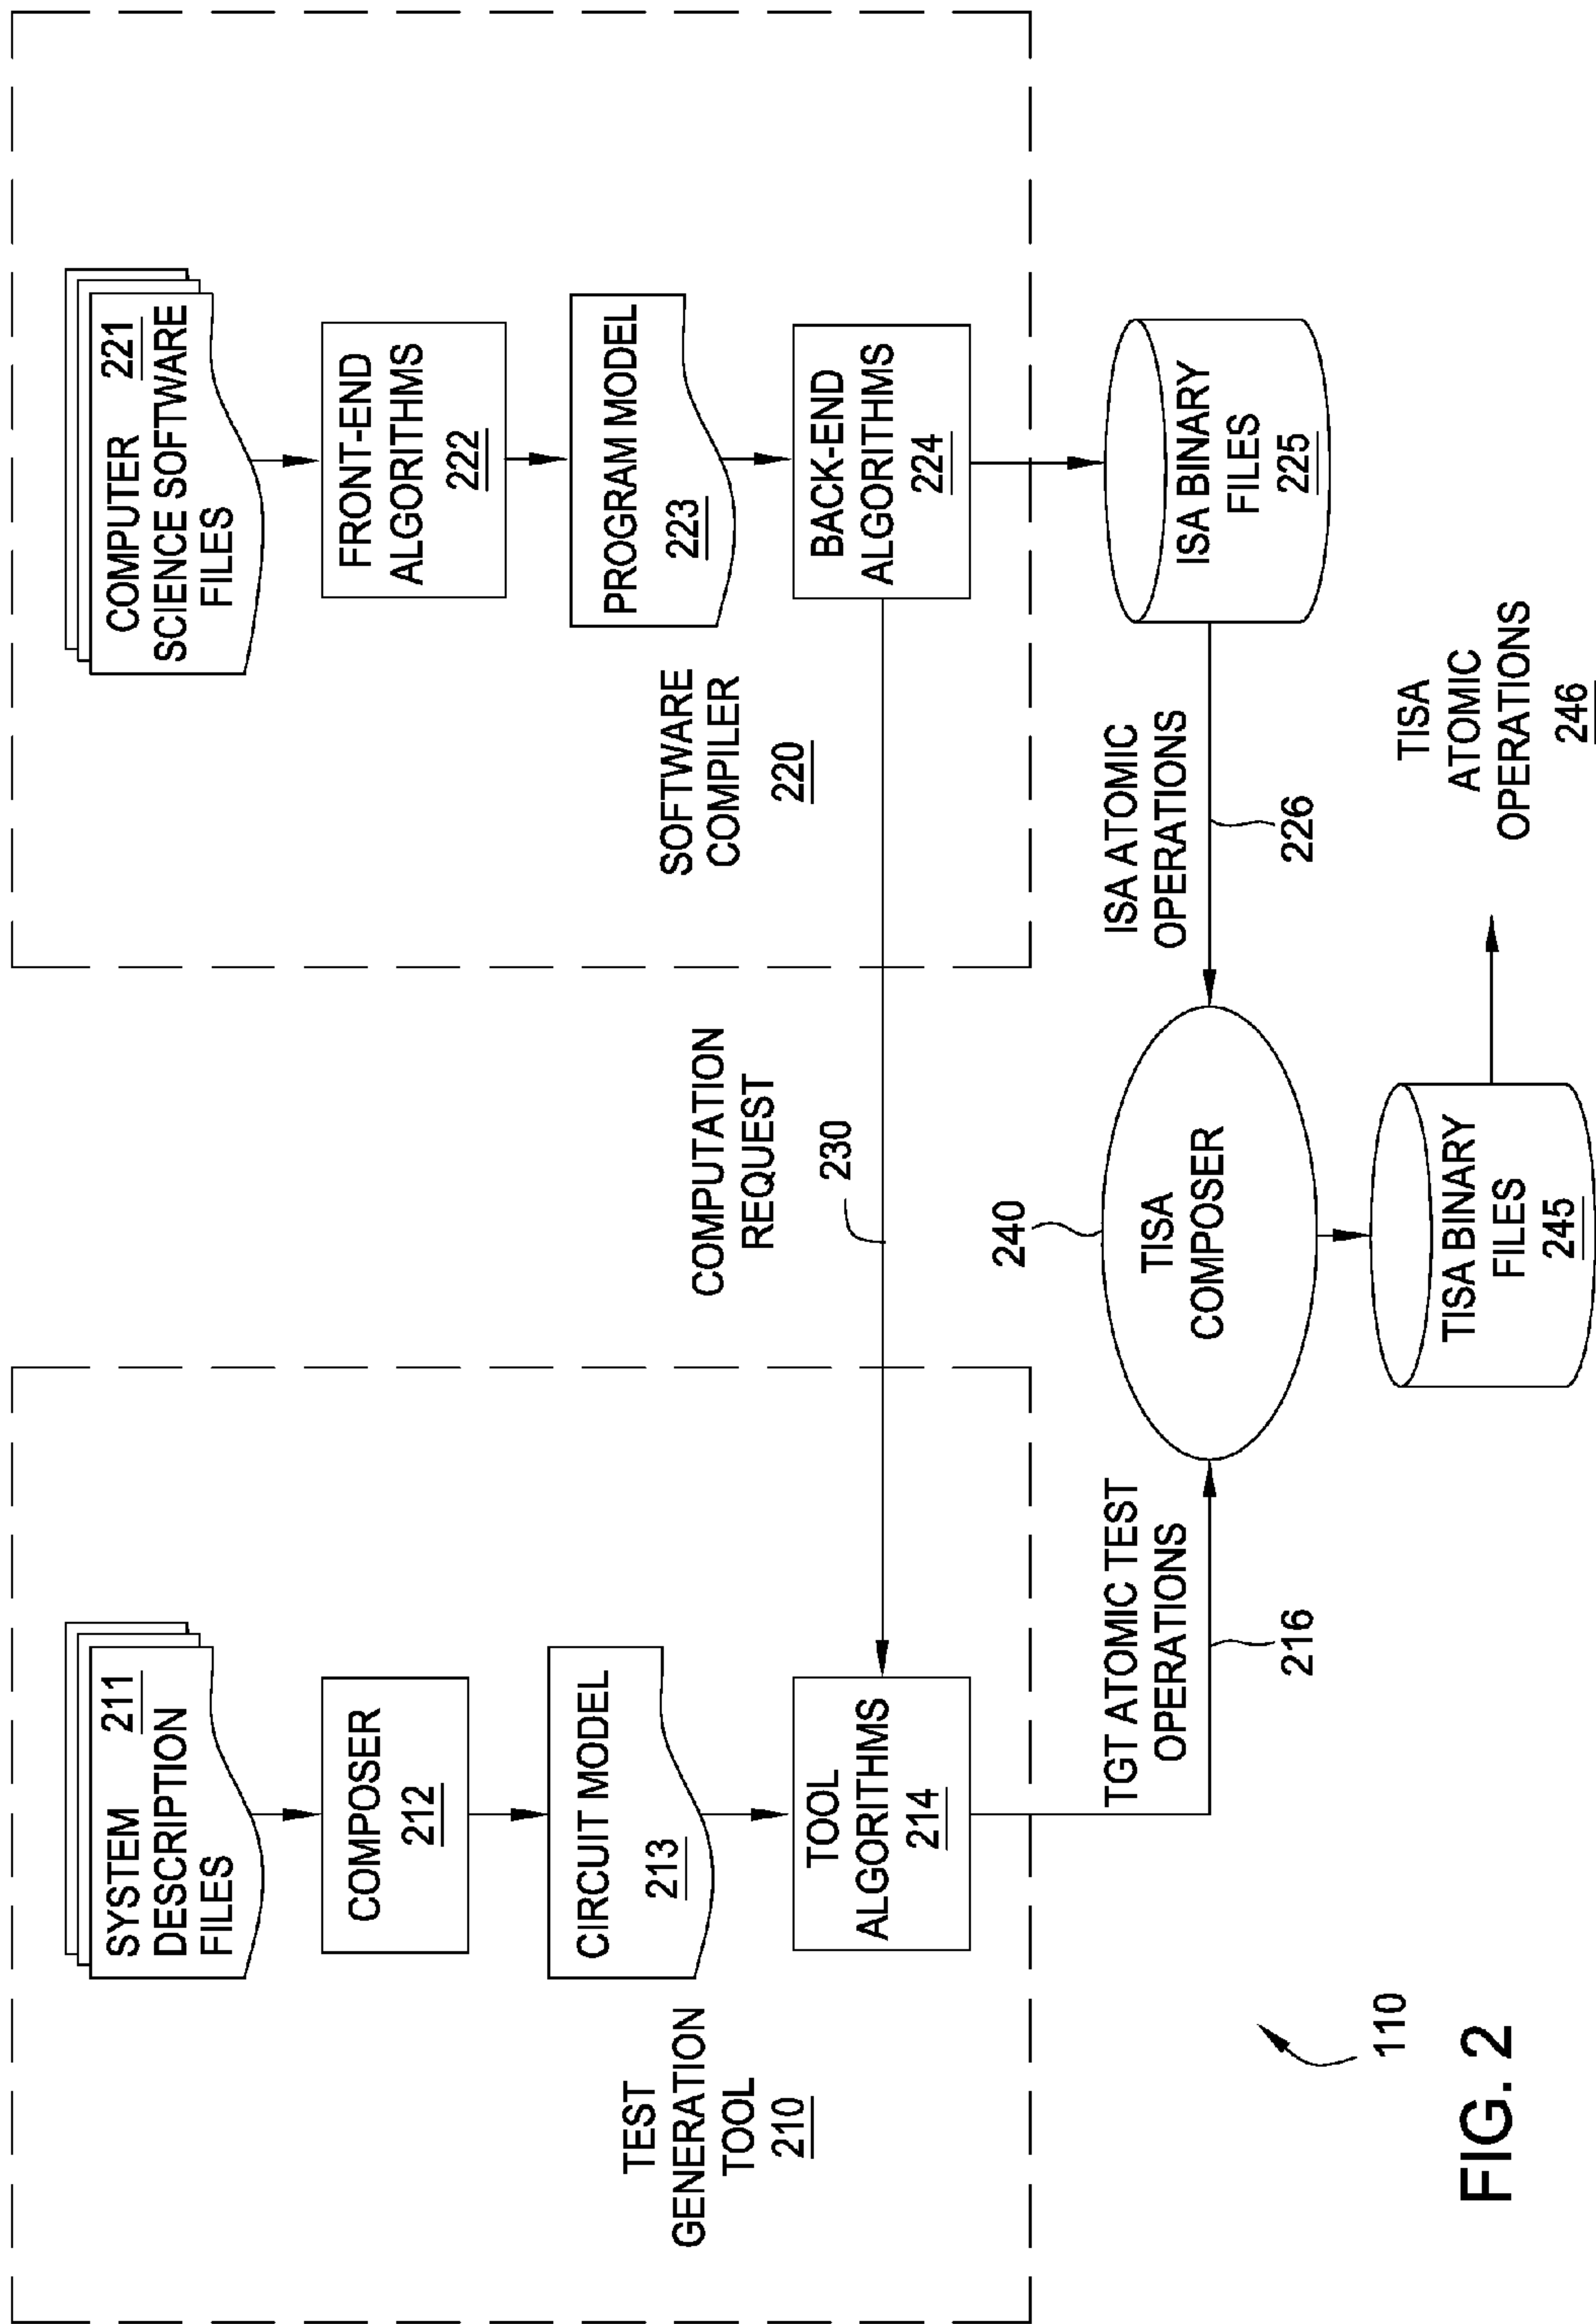 SYSTEM 211
DESCRIPTION
FILES
COMPOSER
212
CIRCUIT MODEL
213
TOOL
ALGORITHMS
214
TEST
GENERATION
TOOL
210
TGT ATOMIC TEST
OPERATIONS
216
COMPUTATION
REQUEST
230
COMPUTER 221
SCIENCE SOFTWARE
FILES
FRONT-END
ALGORITHMS
222
PROGRAM MODEL
223
BACK-END
ALGORITHMS
224
SOFTWARE
COMPILER
220
ISA BINARY
FILES
225
ISA ATOMIC
OPERATIONS
226
240
TISA
COMPOSER
TISA BINARY
FILES
245
TISA
ATOMIC
OPERATIONS
246
110
FIG. 2